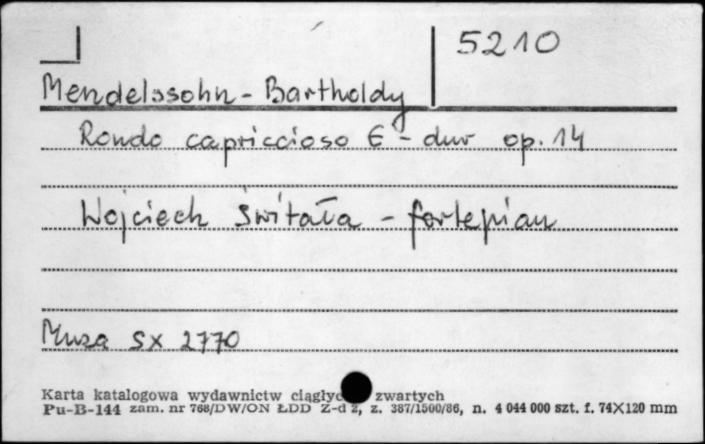 5210
Mendelssohn - Bartholdy
Rondo capriccioso E - dur op. 14
Wojciech Świtała - fortepian
Muza SX 2770
Karta katalogowa wydawnictw ciągłyc zwartych
Pu-B-144 zam. nr 768/DW/ON ŁDD Z-d 2, z. 387/1500/86, n. 4 044 000 szt. f. 74X120 mm